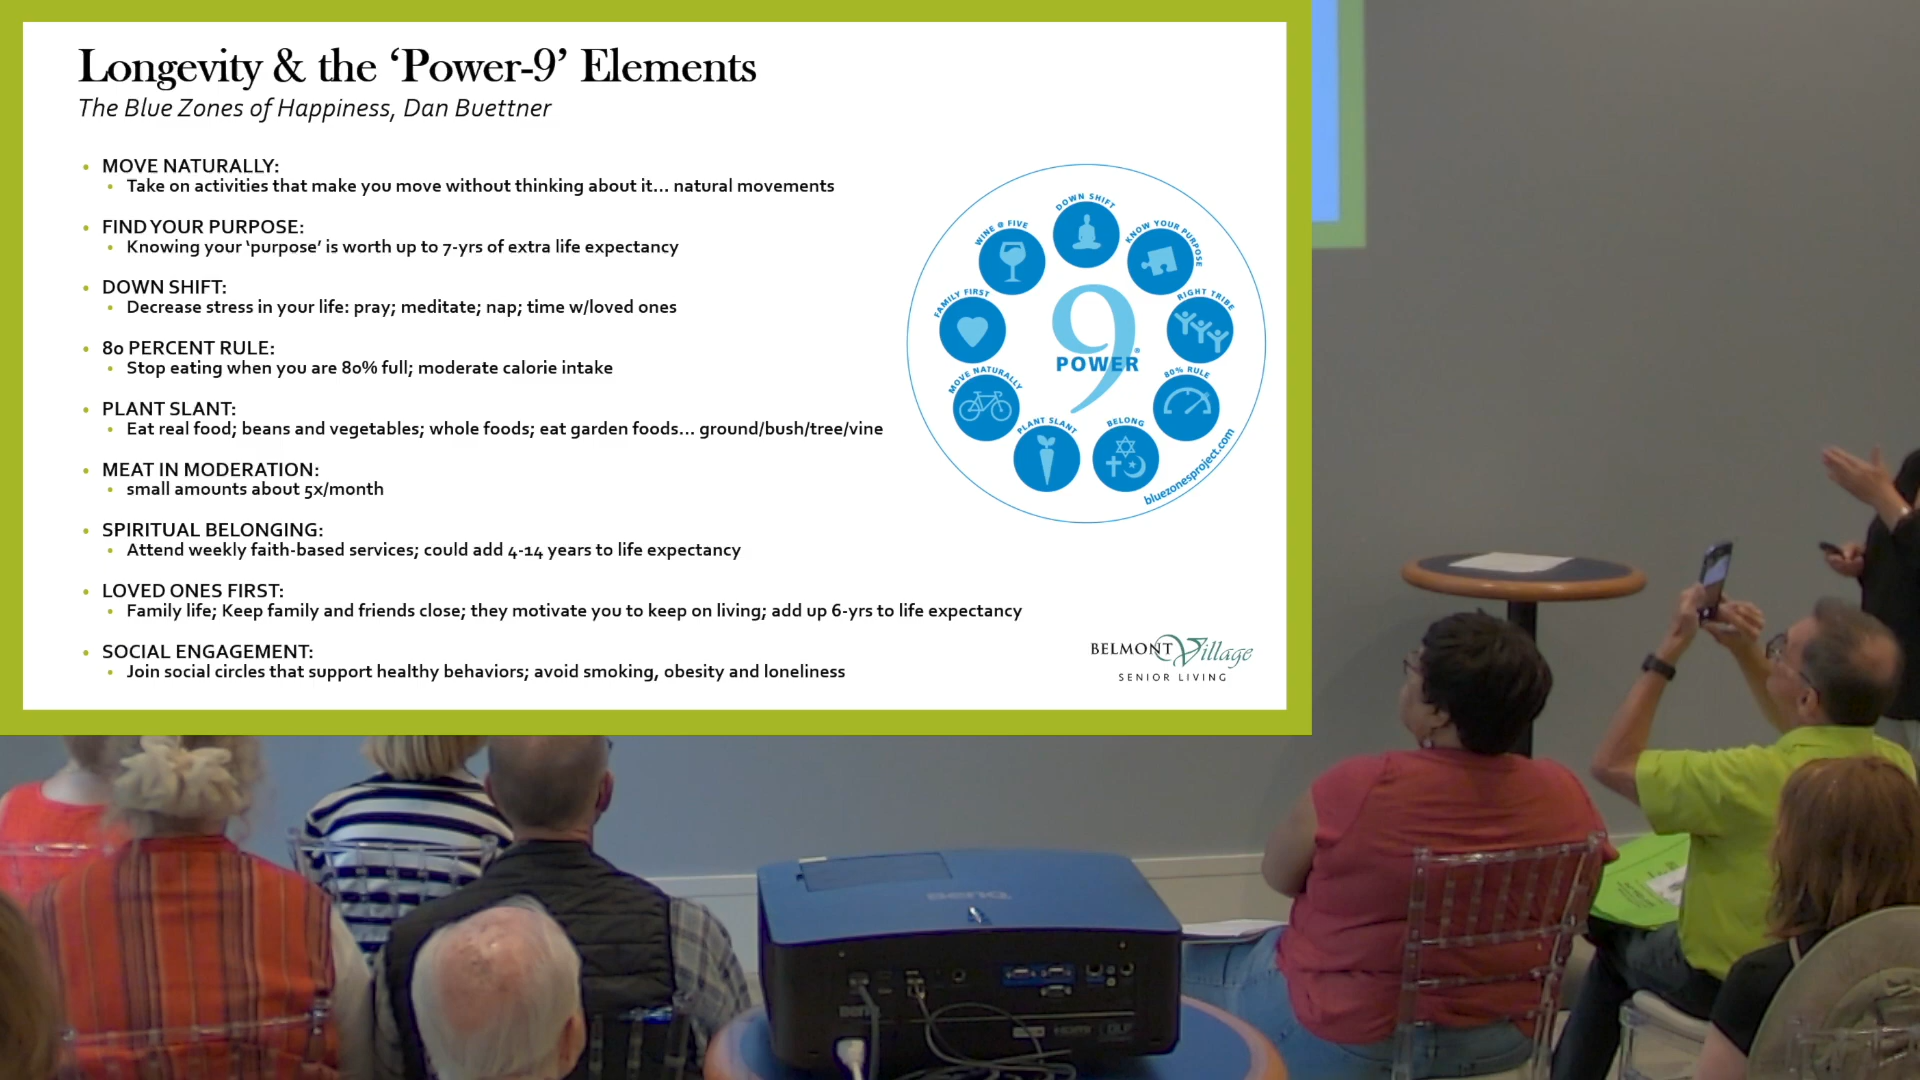 Longevity & the ‘Power-9’ Elements
The Blue Zones of Happiness, Dan Buettner
• MOVE NATURALLY:
• Take on activities that make you move without thinking about it... natural movements
• FIND YOUR PURPOSE:
• Knowing your ‘purpose’ is worth up to 7-yrs of extra life expectancy
• DOWN SHIFT:
• Decrease stress in your life: pray; meditate; nap; time w/loved ones
• 80 PERCENT RULE:
• Stop eating when you are 80% full; moderate calorie intake
• PLANT SLANT:
• Eat real food; beans and vegetables; whole foods; eat garden foods... ground/bush/tree/vine
• MEAT IN MODERATION:
• small amounts about 5x/month
• SPIRITUAL BELONGING:
• Attend weekly faith-based services; could add 4-14 years to life expectancy
• LOVED ONES FIRST:
• Family life; Keep family and friends close; they motivate you to keep on living; add up 6-yrs to life expectancy
• SOCIAL ENGAGEMENT:
• Join social circles that support healthy behaviors; avoid smoking, obesity and loneliness
DOWN SHIFT
KNOW YOUR PURPOSE
RIGHT TRIBE
80% RULE
BELONG
PLANT SLANT
MOVE NATURALLY
FAMILY FIRST
WINE @ FIVE
9
POWER®
bluezonesproject.com
BELMONT Village
SENIOR LIVING
BenQ
HDMI
DLP